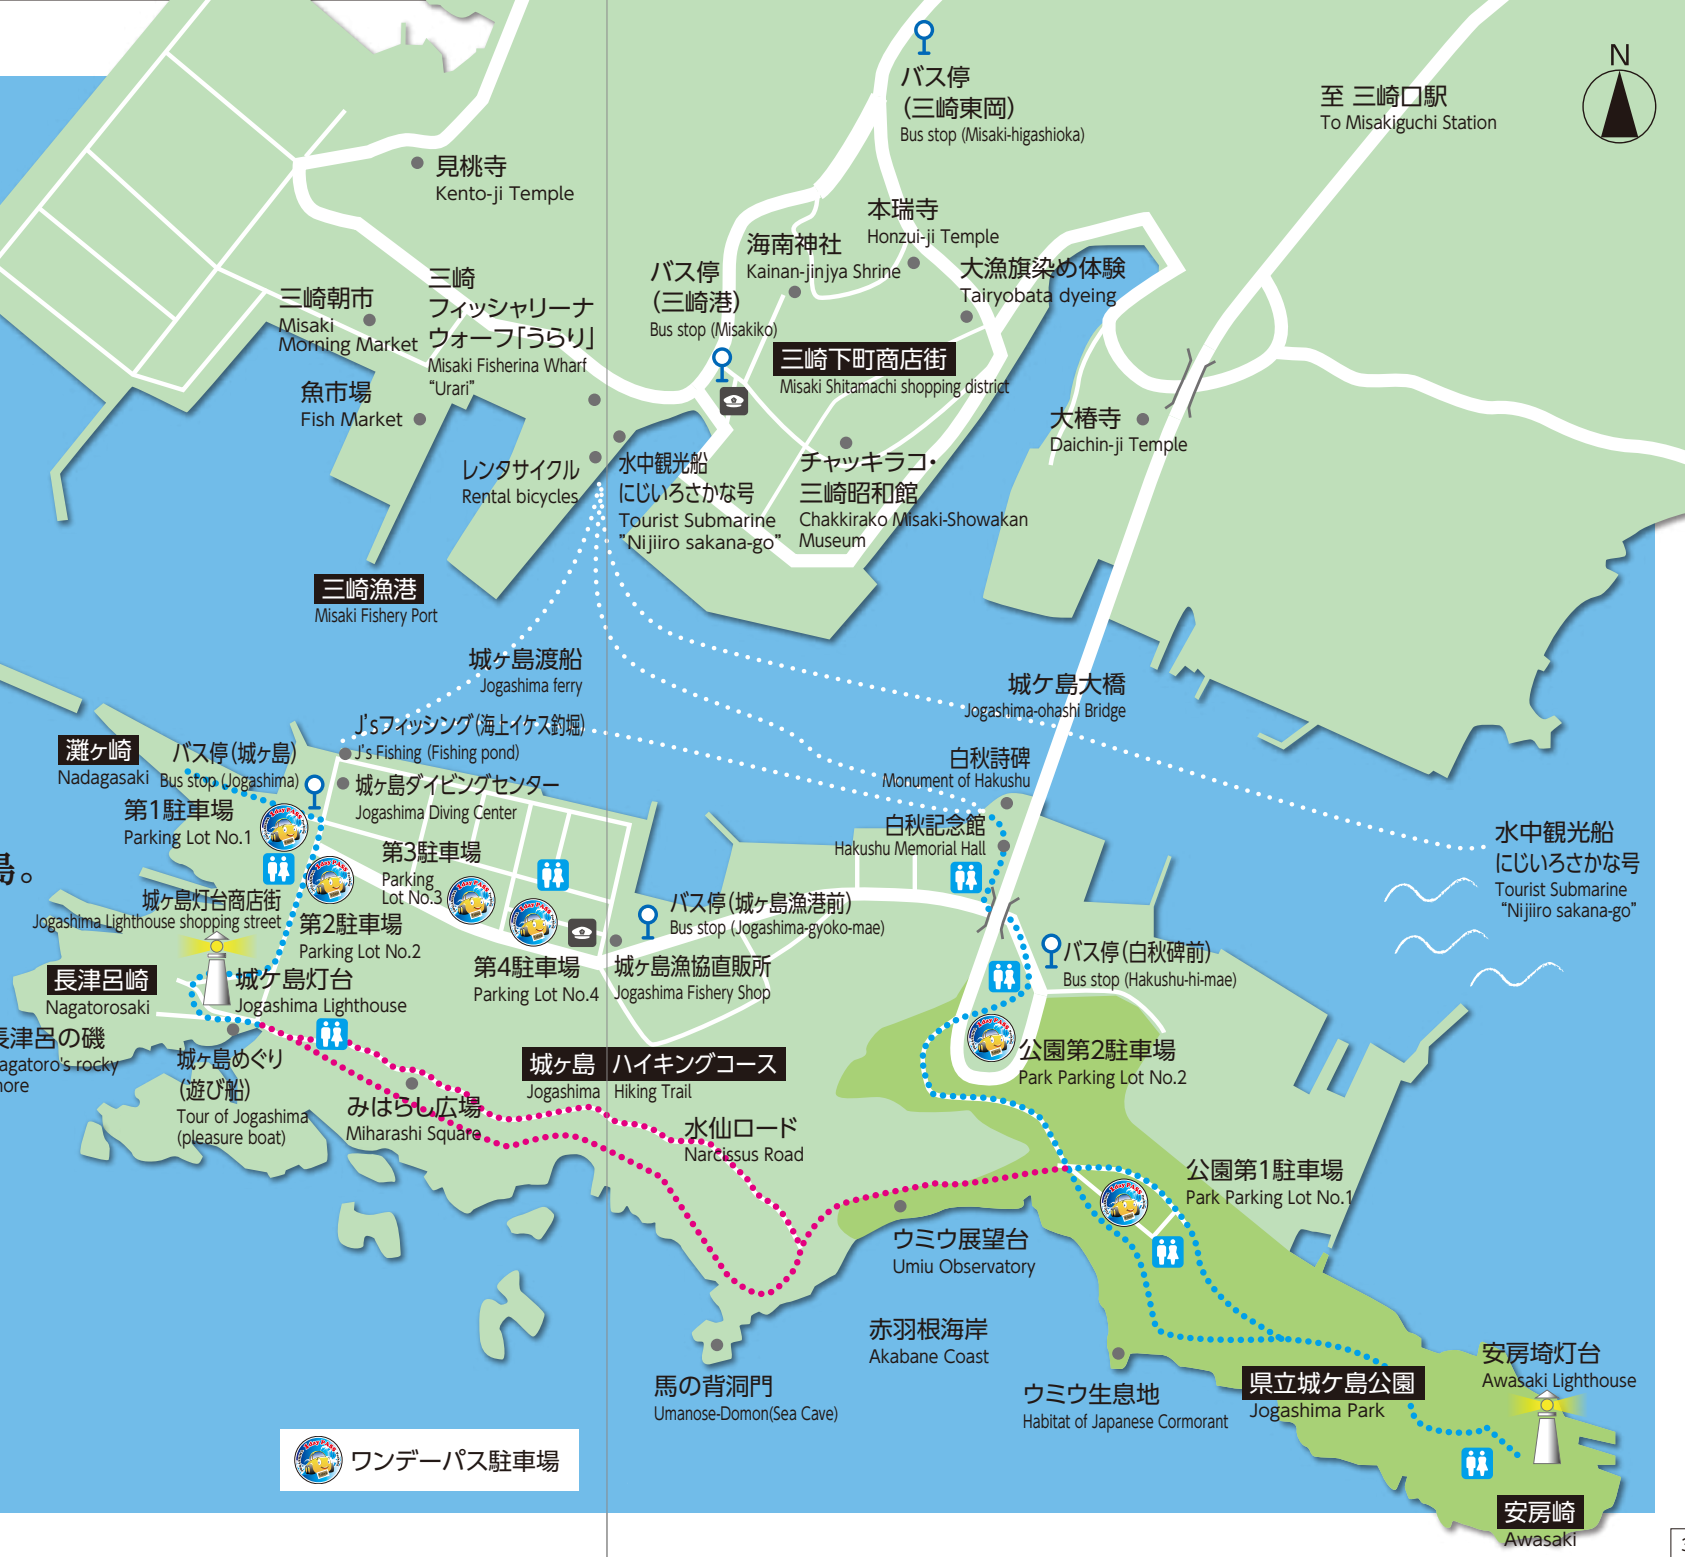 N
バス停
（三崎東岡）
Bus stop (Misaki-higashioka)
至 三崎口駅
To Misakiguchi Station
見桃寺
Kento-ji Temple
本瑞寺
Honzui-ji Temple
海南神社
Kainan-jinjya Shrine
大漁旗染め体験
Tairyobata dyeing
バス停
（三崎港）
Bus stop (Misakiko)
三崎朝市
Misaki
Morning Market
三崎
フィッシャリーナ
ウォーフ「うらり」
Misaki Fisherina Wharf
“Urari”
三崎下町商店街
Misaki Shitamachi shopping district
魚市場
Fish Market
大椿寺
Daichin-ji Temple
レンタサイクル
Rental bicycles
水中観光船
にじいろさかな号
Tourist Submarine
"Nijiiro sakana-go"
チャッキラコ・
三崎昭和館
Chakkirako Misaki-Showakan
Museum
三崎漁港
Misaki Fishery Port
城ヶ島渡船
Jogashima ferry
城ケ島大橋
Jogashima-ohashi Bridge
J'sフィッシング（海上イケス釣堀）
J's Fishing (Fishing pond)
灘ヶ崎
Nadagasaki
バス停（城ヶ島）
Bus stop (Jogashima)
城ヶ島ダイビングセンター
Jogashima Diving Center
白秋詩碑
Monument of Hakushu
第1駐車場
Parking Lot No.1
白秋記念館
Hakushu Memorial Hall
水中観光船
にじいろさかな号
Tourist Submarine
“Nijiiro sakana-go”
島。
第3駐車場
Parking
Lot No.3
城ヶ島灯台商店街
Jogashima Lighthouse shopping street
第2駐車場
Parking Lot No.2
バス停（城ヶ島漁港前）
Bus stop (Jogashima-gyoko-mae)
バス停（白秋碑前）
Bus stop (Hakushu-hi-mae)
長津呂崎
Nagatorosaki
城ケ島灯台
Jogashima Lighthouse
第4駐車場
Parking Lot No.4
城ヶ島漁協直販所
Jogashima Fishery Shop
長津呂の磯
agatoro's rocky
hore
城ヶ島めぐり
（遊び船）
Tour of Jogashima
(pleasure boat)
城ヶ島 ハイキングコース
Jogashima Hiking Trail
公園第2駐車場
Park Parking Lot No.2
みはらし広場
Miharashi Square
水仙ロード
Narcissus Road
公園第1駐車場
Park Parking Lot No.1
ウミウ展望台
Umiu Observatory
赤羽根海岸
Akabane Coast
馬の背洞門
Umanose-Domon(Sea Cave)
ウミウ生息地
Habitat of Japanese Cormorant
県立城ケ島公園
Jogashima Park
安房埼灯台
Awasaki Lighthouse
ワンデーパス駐車場
安房崎
Awasaki